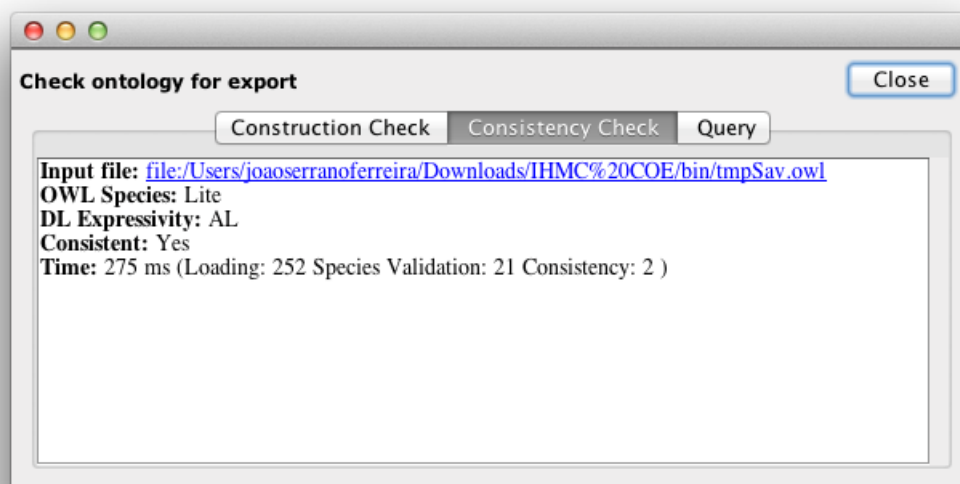 Check ontology for export
Close
Construction Check
Consistency Check
Query
Input file: file:/Users/joaoserranoferreira/Downloads/IHMC%20COE/bin/tmpSav.owl
OWL Species: Lite
DL Expressivity: AL
Consistent: Yes
Time: 275 ms (Loading: 252 Species Validation: 21 Consistency: 2 )